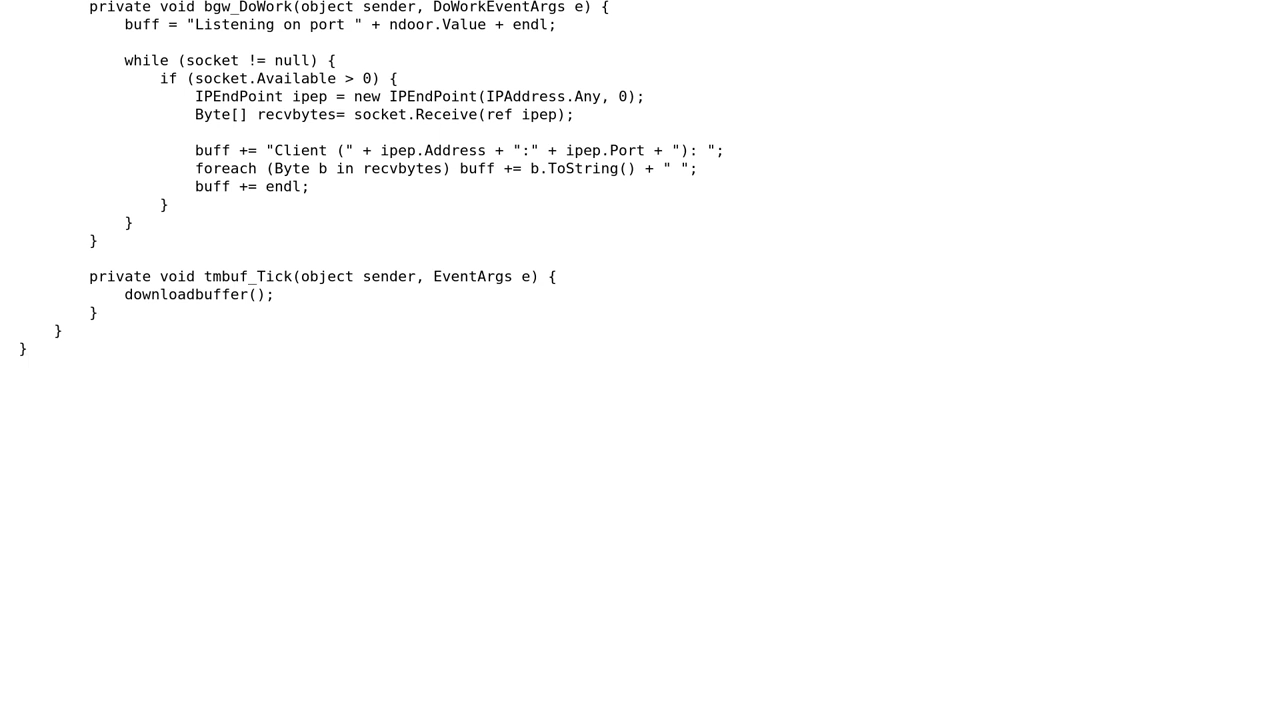 private void bgw_DoWork(object sender, DoWorkEventArgs e) {
buff = "Listening on port " + ndoor.Value + endl;
while (socket != null) {
if (socket.Available > 0) {
IPEndPoint ipep = new IPEndPoint(IPAddress.Any, 0);
Byte[] recvbytes= socket.Receive(ref ipep);
buff += "Client (" + ipep.Address + ":" + ipep.Port + "): ";
foreach (Byte b in recvbytes) buff += b.ToString() + " ";
buff += endl;
}
}
}
private void tmbuf_Tick(object sender, EventArgs e) {
downloadbuffer();
}
}
}